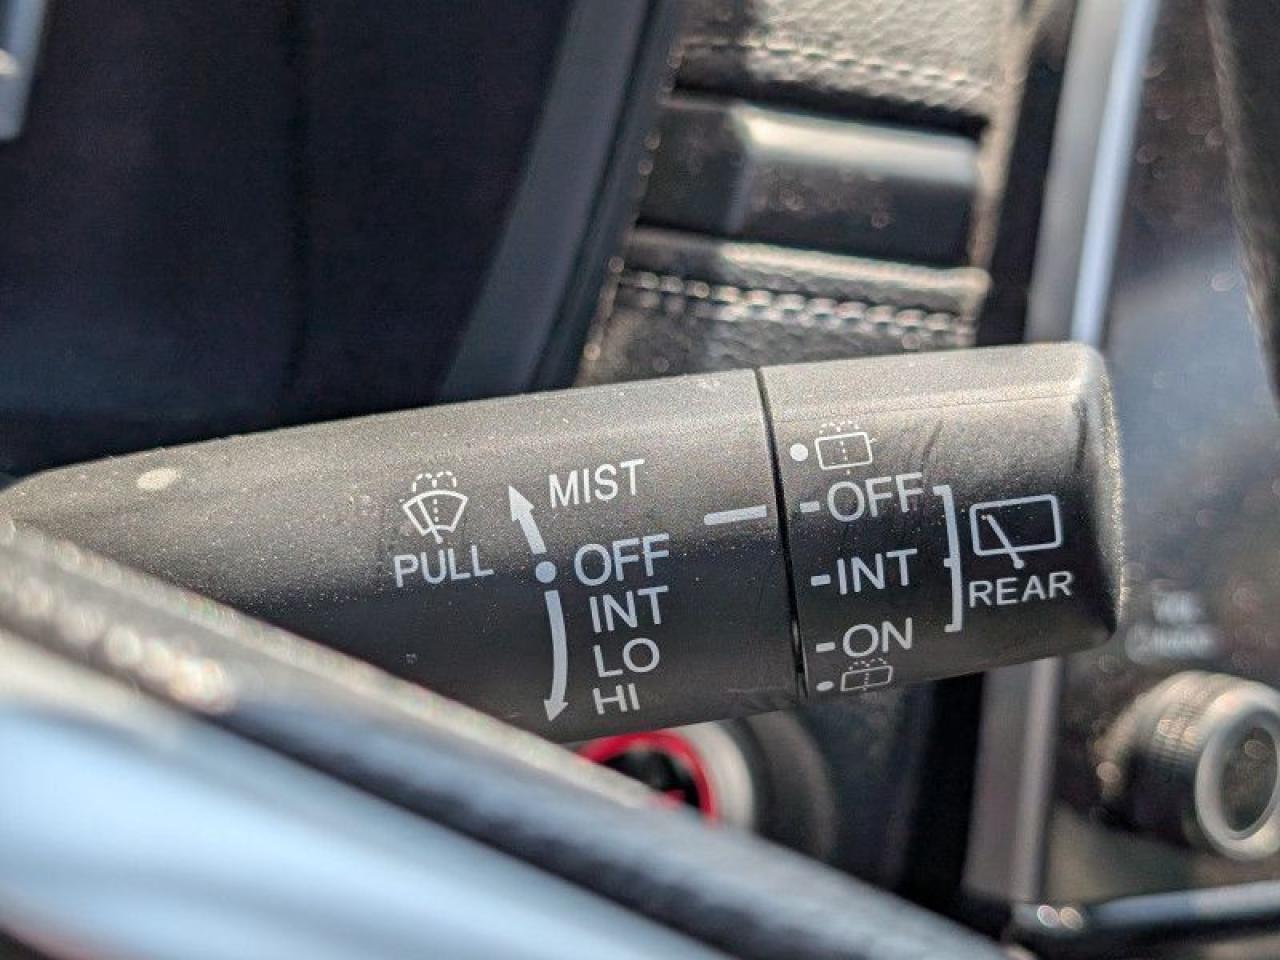 MIST
PULL
OFF
INT
LO
HI
-OFF
-INT
-ON
REAR